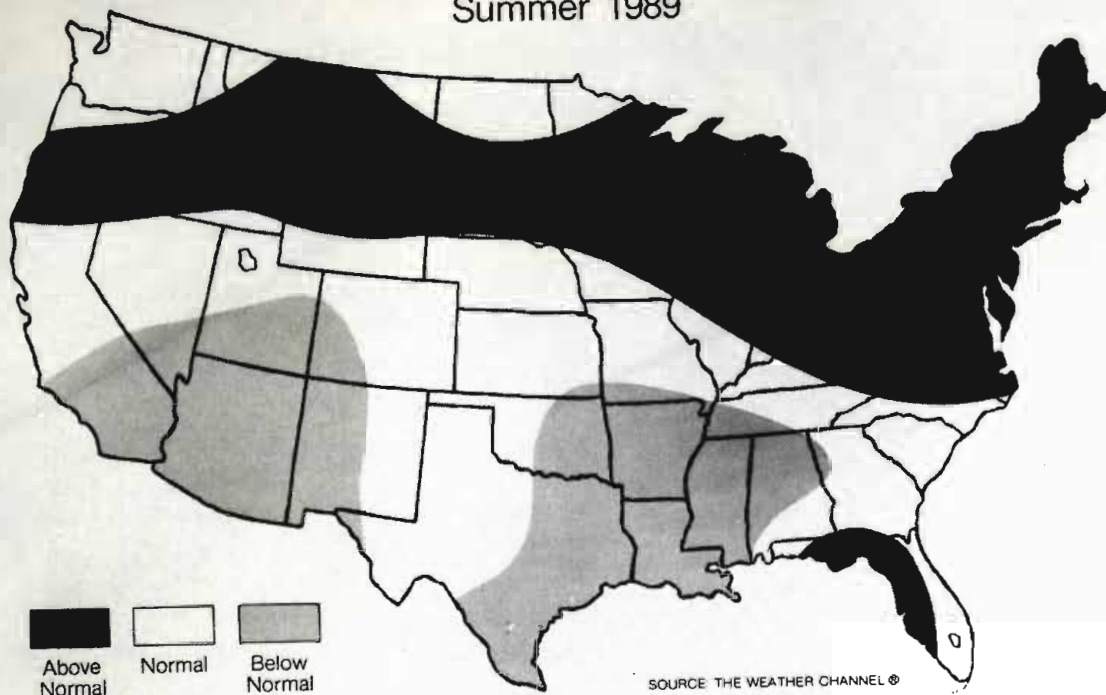 Summer 1989
Above
Normal
Normal
Below
Normal
SOURCE THE WEATHER CHANNEL ®